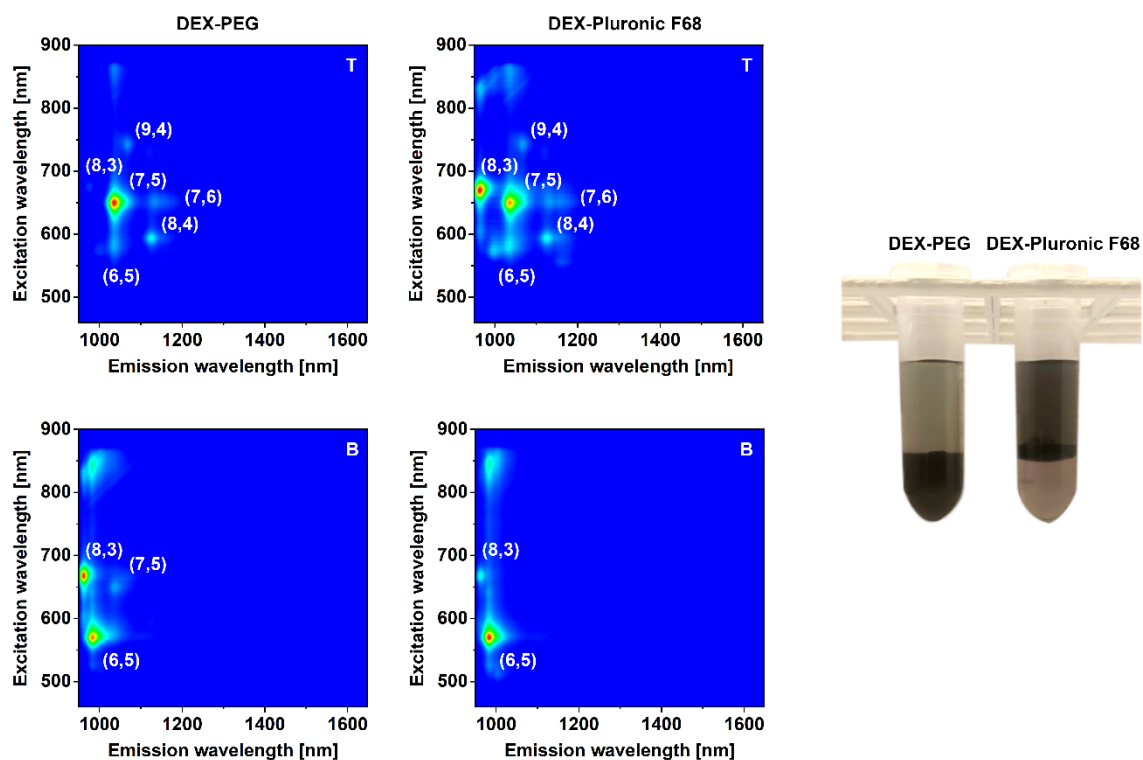 DEX-PEG
Excitation wavelength [nm]
900
800
700
600
500
T
(9,4)
(8,3)
(7,5)
(7,6)
(8,4)
(6,5)
1000 1200 1400 1600
Emission wavelength [nm]
DEX-Pluronic F68
Excitation wavelength [nm]
900
800
700
600
500
T
(9,4)
(8,3)
(7,5)
(7,6)
(8,4)
(6,5)
1000 1200 1400 1600
Emission wavelength [nm]
Excitation wavelength [nm]
900
800
700
600
500
B
(8,3)
(7,5)
(6,5)
1000 1200 1400 1600
Emission wavelength [nm]
Excitation wavelength [nm]
900
800
700
600
500
B
(8,3)
(6,5)
1000 1200 1400 1600
Emission wavelength [nm]
DEX-PEG DEX-Pluronic F68